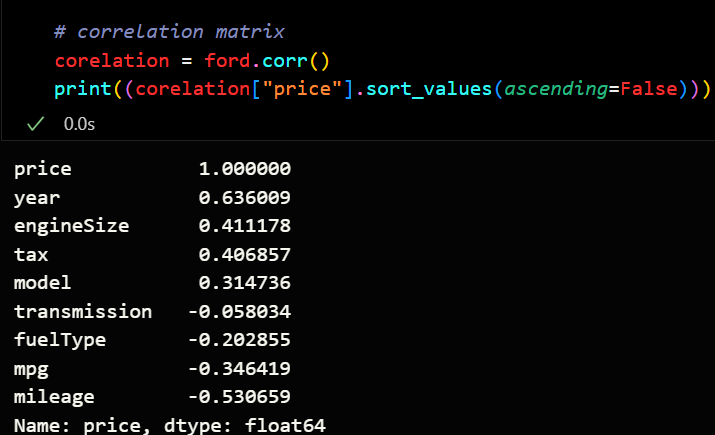 # correlation matrix
corelation = ford.corr()
print((corelation["price"].sort_values(ascending=False)))
0.0s
price 1.000000
year 0.636009
engineSize 0.411178
tax 0.406857
model 0.314736
transmission -0.058034
fuelType -0.202855
mpg -0.346419
mileage -0.530659
Name: price, dtype: float64